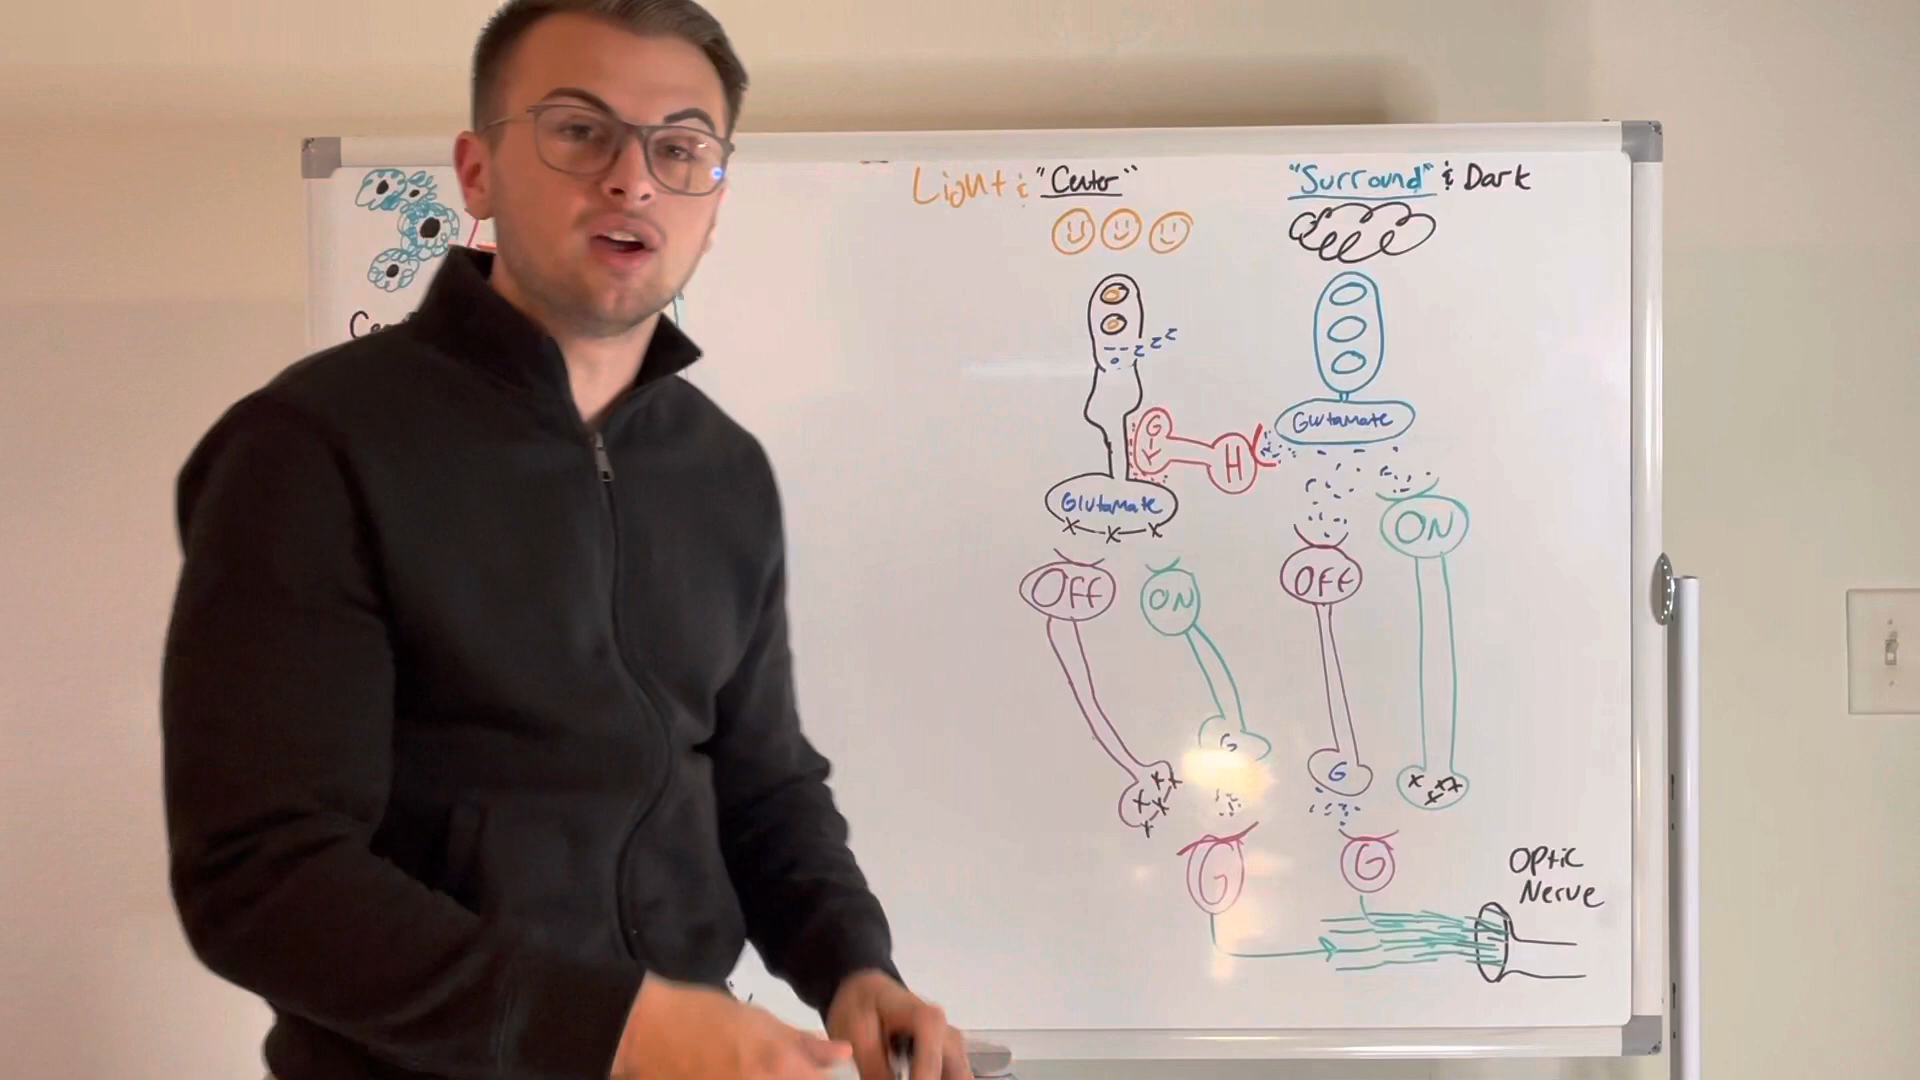 Light & "Center"
"Surround" & Dark
z z z
Glutamate
G
H
Glutamate
ON
OFF
ON
OFF
G
G
x x x x
G
G
Optic
Nerve